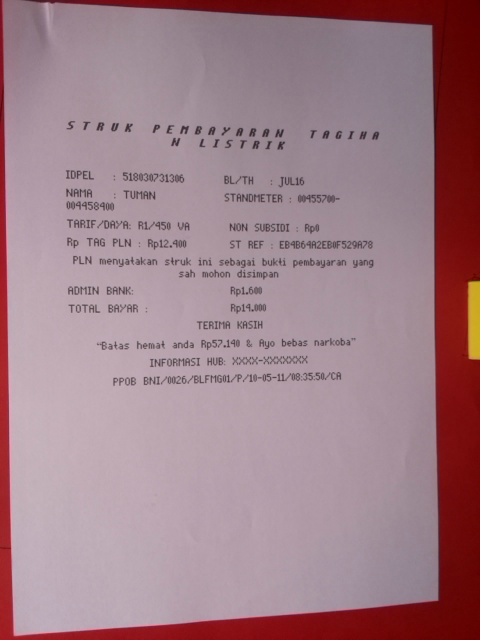 STRUK PEMBAYARAN TAGIHA
N LISTRIK
IDPEL : 518030731306 BL/TH : JUL16
NAMA : TUMAN STANDMETER : 00455700-
004458400
TARIF/DAYA: R1/450 VA NON SUBSIDI : Rp0
Rp TAG PLN : Rp12.400 ST REF : EB4B64A2EB0F529A78
PLN menyatakan struk ini sebagai bukti pembayaran yang
sah mohon disimpan
ADMIN BANK: Rp1.600
TOTAL BAYAR : Rp14.000
TERIMA KASIH
"Batas hemat anda Rp57.140 & Ayo bebas narkoba"
INFORMASI HUB: XXXX-XXXXXXX
PPOB BNI/0026/BLFMG01/P/10-05-11/08:35:50/CA